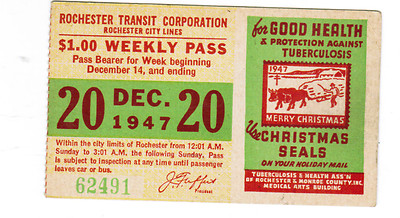 ROCHESTER TRANSIT CORPORATION
ROCHESTER CITY LINES
$1.00 WEEKLY PASS
Pass Bearer for Week beginning
December 14, and ending
20 DEC. 1947 20
Within the city limits of Rochester from 12:01 A.M.
Sunday to 3:01 A.M. the following Sunday. Pass
is subject to inspection at any time until passenger
leaves car or bus.
62491
for GOOD HEALTH
& PROTECTION AGAINST
TUBERCULOSIS
1947
MERRY CHRISTMAS
Use CHRISTMAS
SEALS
ON YOUR HOLIDAY MAIL
TUBERCULOSIS & HEALTH ASS'N
OF ROCHESTER & MONROE COUNTY, INC.
MEDICAL ARTS BUILDING